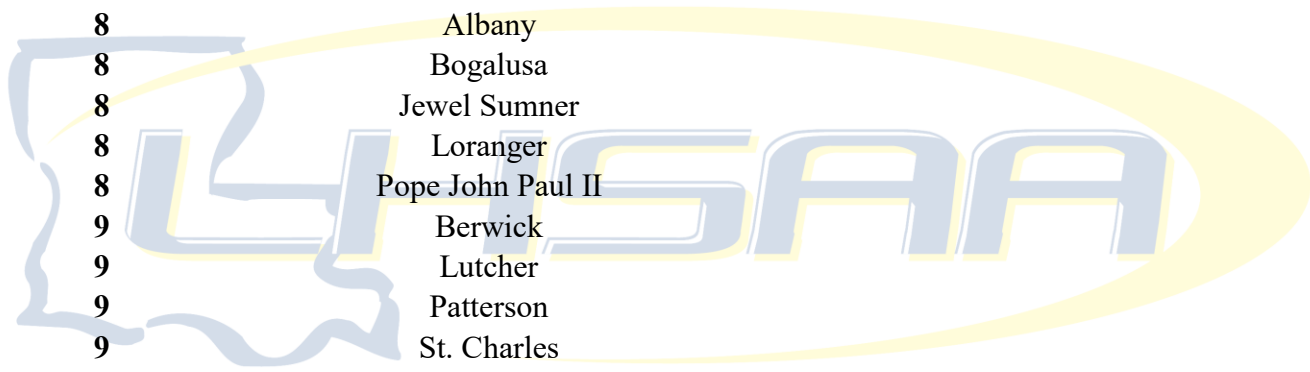 8 Albany
8 Bogalusa
8 Jewel Sumner
8 Loranger
8 Pope John Paul II
LHSAA
9 Berwick
9 Lutcher
9 Patterson
9 St. Charles